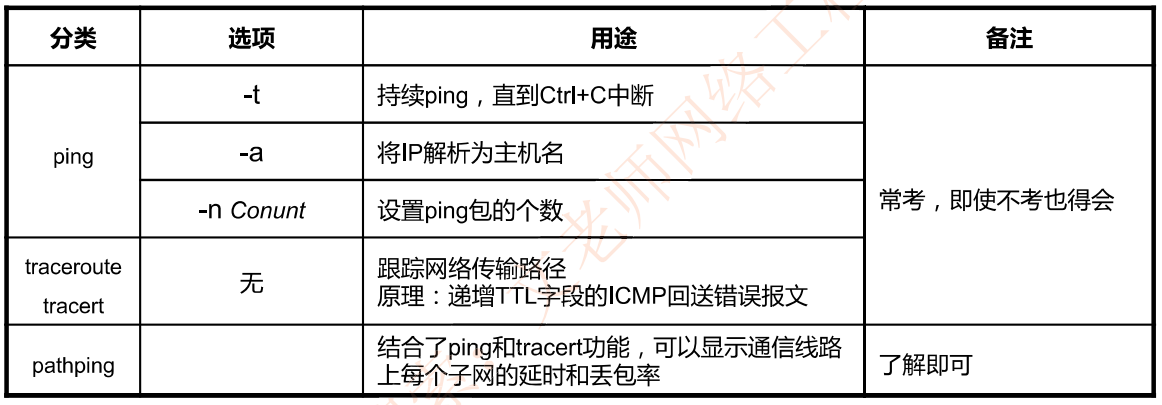 分类 选项 用途 备注
ping
-t 持续ping，直到Ctrl+C中断
-a 将IP解析为主机名
-n Conunt 设置ping包的个数
常考，即使不考也得会
traceroute
tracert
无
跟踪网络传输路径
原理：递增TTL字段的ICMP回送错误报文
pathping
结合了ping和tracert功能，可以显示通信线路
上每个子网的延时和丢包率
了解即可
老师网络工